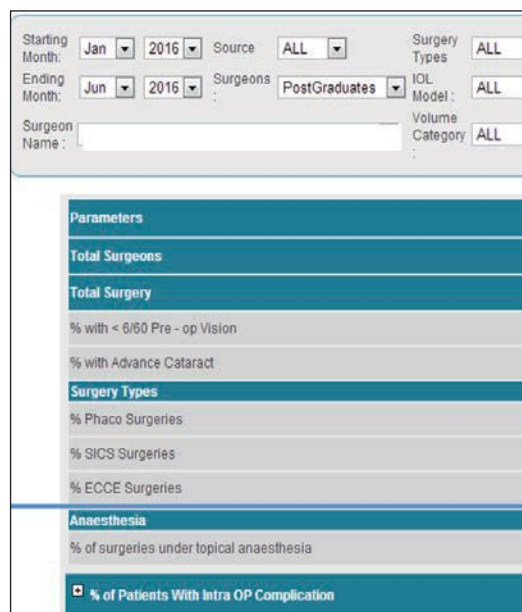 Starting Month: Jan 2016 Source ALL Surgery Types ALL
Ending Month: Jun 2016 Surgeons : PostGraduates IOL Model : ALL
Surgeon Name : Volume Category : ALL
Parameters
Total Surgeons
Total Surgery
% with < 6/60 Pre - op Vision
% with Advance Cataract
Surgery Types
% Phaco Surgeries
% SICS Surgeries
% ECCE Surgeries
Anaesthesia
% of surgeries under topical anaesthesia
% of Patients With Intra OP Complication